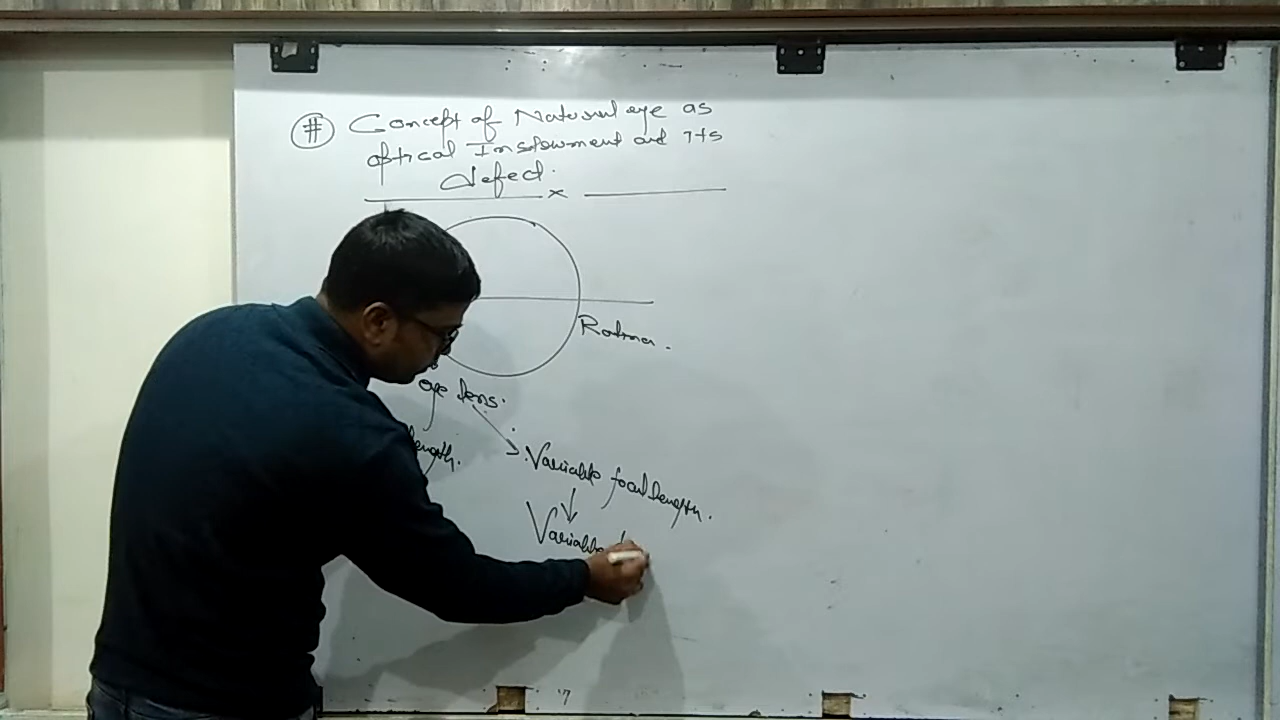 # Concept of Natural eye as
optical Instrument and Its
defect.
x
Retina.
eye lens.
length.
Variable focal length.
Variable